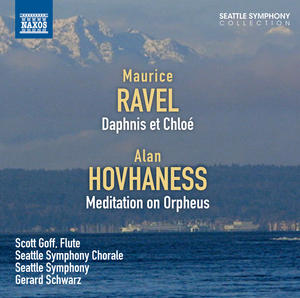 NAXOS
SEATTLE SYMPHONY
COLLECTION
Maurice
RAVEL
Daphnis et Chloé
Alan
HOVHANESS
Meditation on Orpheus
Scott Goff, Flute
Seattle Symphony Chorale
Seattle Symphony
Gerard Schwarz